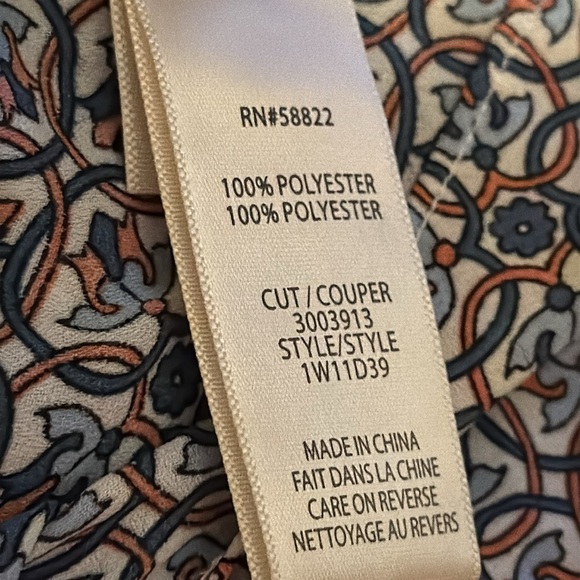 RN#58822
100% POLYESTER
100% POLYESTER
CUT / COUPER
3003913
STYLE/STYLE
1W11D39
MADE IN CHINA
FAIT DANS LA CHINE
CARE ON REVERSE
NETTOYAGE AU REVERS